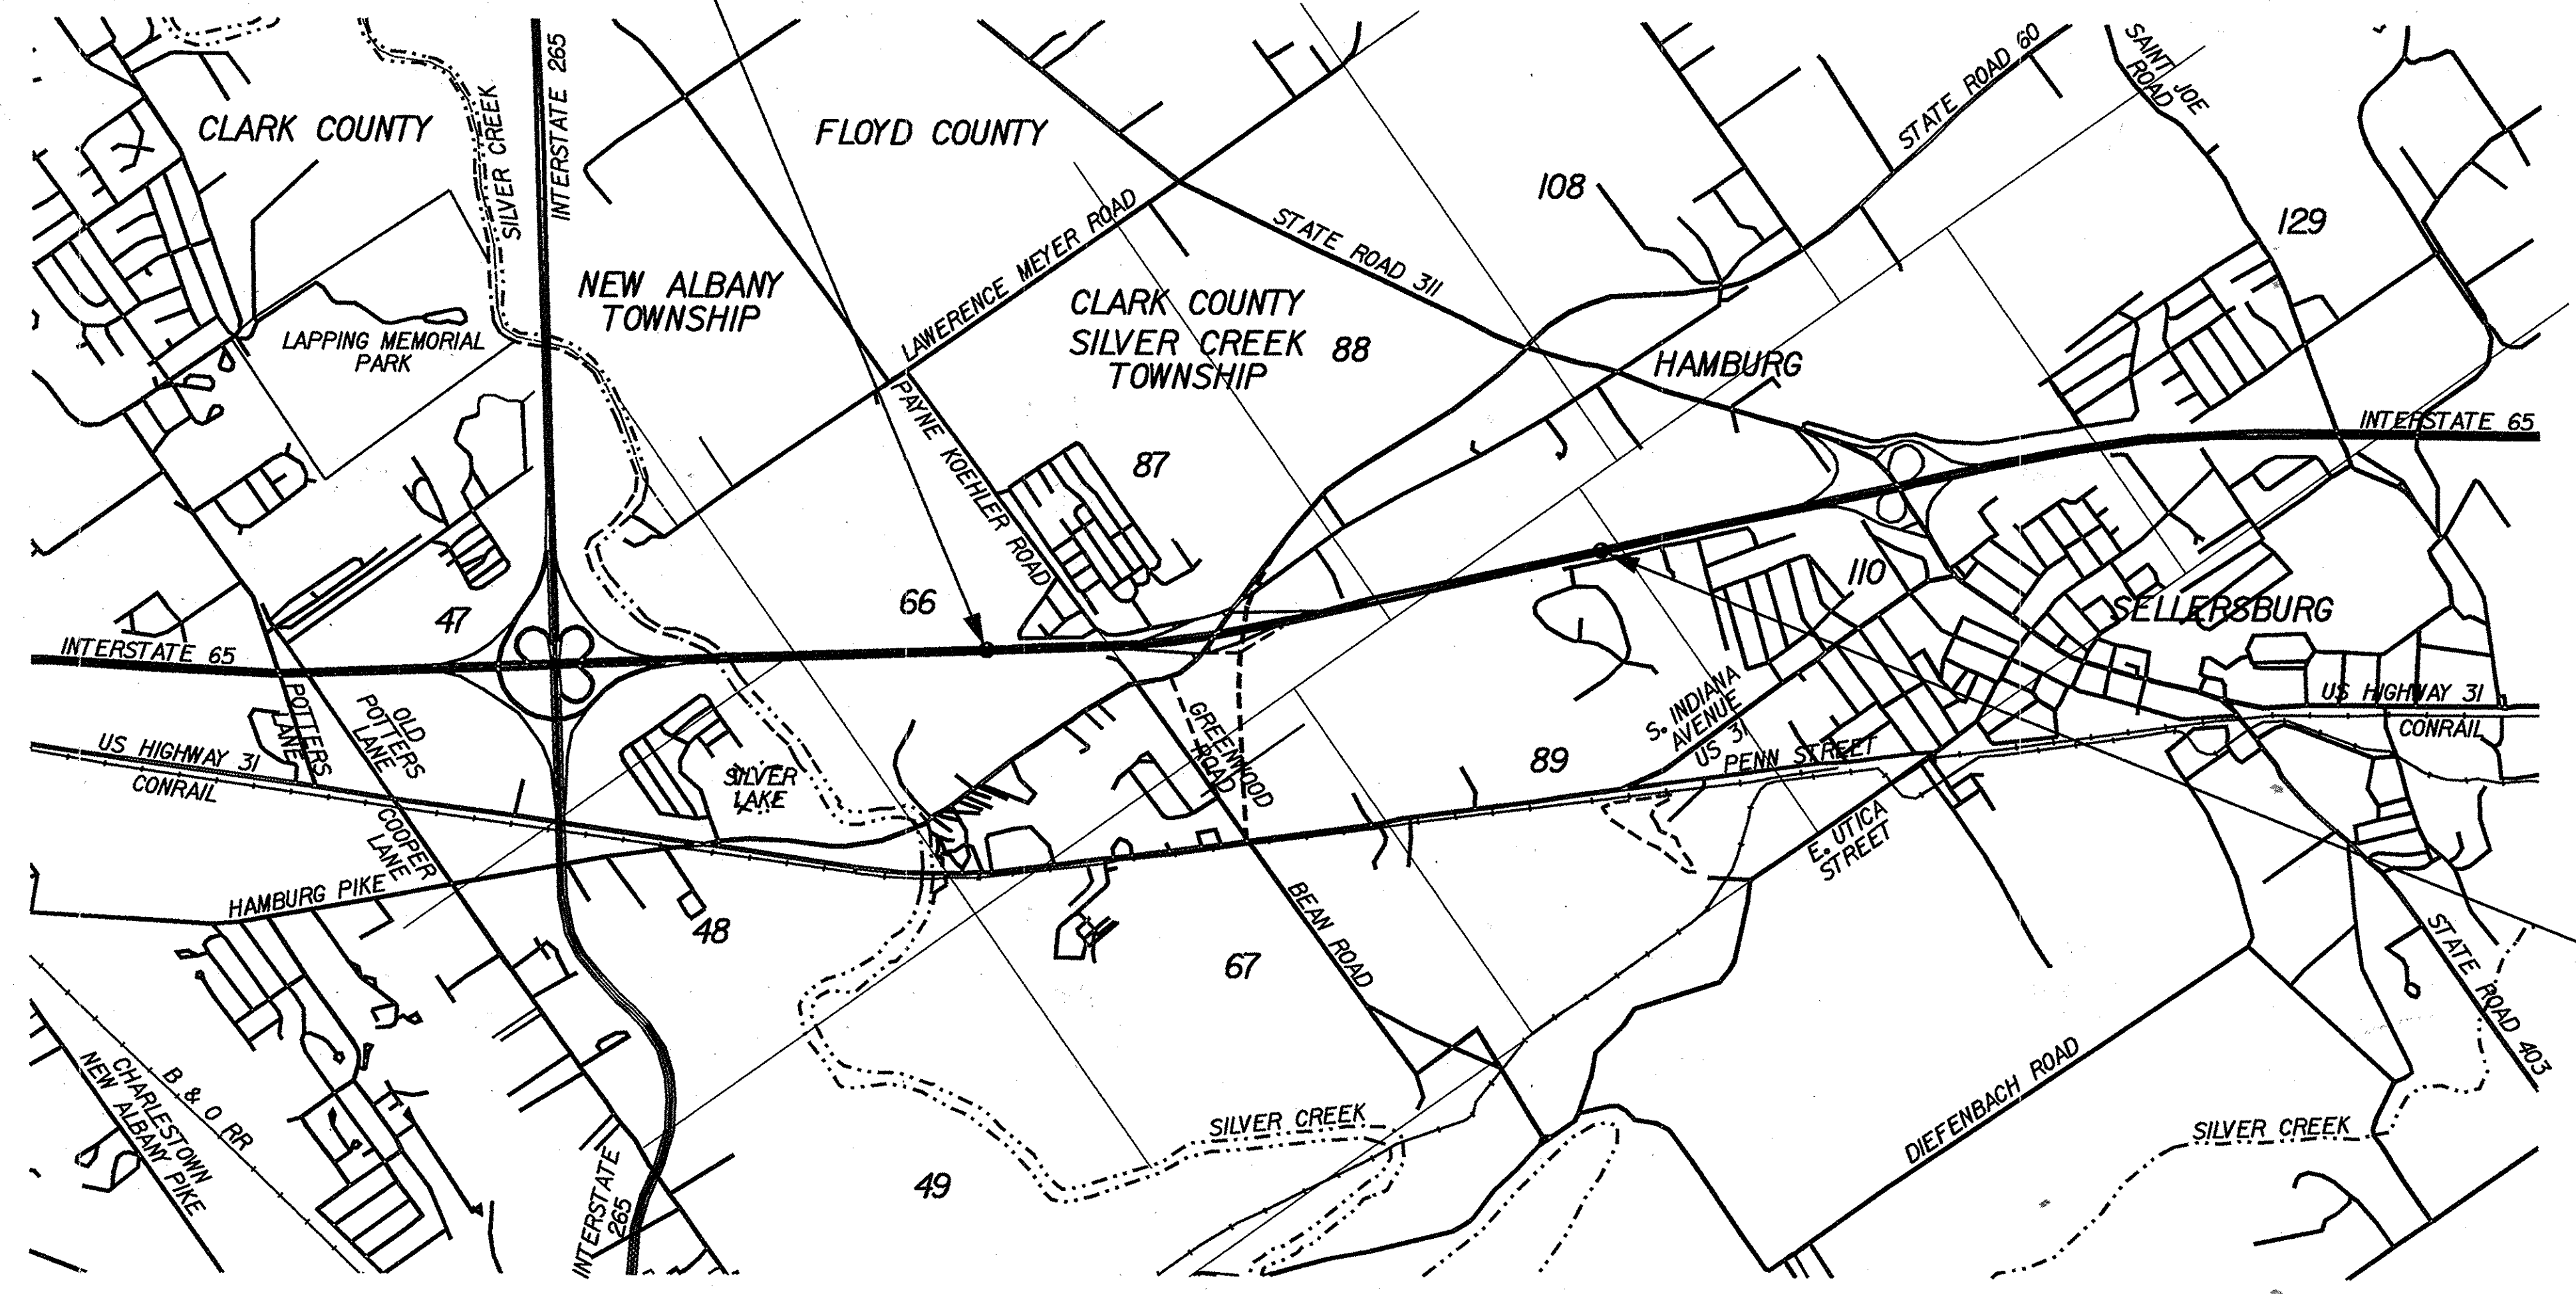 CLARK COUNTY
SILVER CREEK
INTERSTATE 265
FLOYD COUNTY
STATE ROAD 60
SAINT JOE
ROAD
108
129
LAWERENCE MEYER ROAD
STATE ROAD 311
NEW ALBANY
TOWNSHIP
CLARK COUNTY
SILVER CREEK
TOWNSHIP
88
LAPPING MEMORIAL
PARK
HAMBURG
INTERSTATE 65
PAYNE KOEHLER ROAD
87
47
66
110
SELLERSBURG
INTERSTATE 65
POTTERS
LANE
OLD
POTTERS
LANE
US HIGHWAY 31
CONRAIL
SILVER
LAKE
GREENWOOD
ROAD
S. INDIANA
AVENUE
US 31
PENN STREET
89
US HIGHWAY 31
CONRAIL
E. UTICA
STREET
COOPER
LANE
HAMBURG PIKE
48
67
BEAN ROAD
STATE ROAD 403
B & O RR
CHARLESTOWN
NEW ALBANY PIKE
INTERSTATE
265
49
SILVER CREEK
DIEFENBACH ROAD
SILVER CREEK